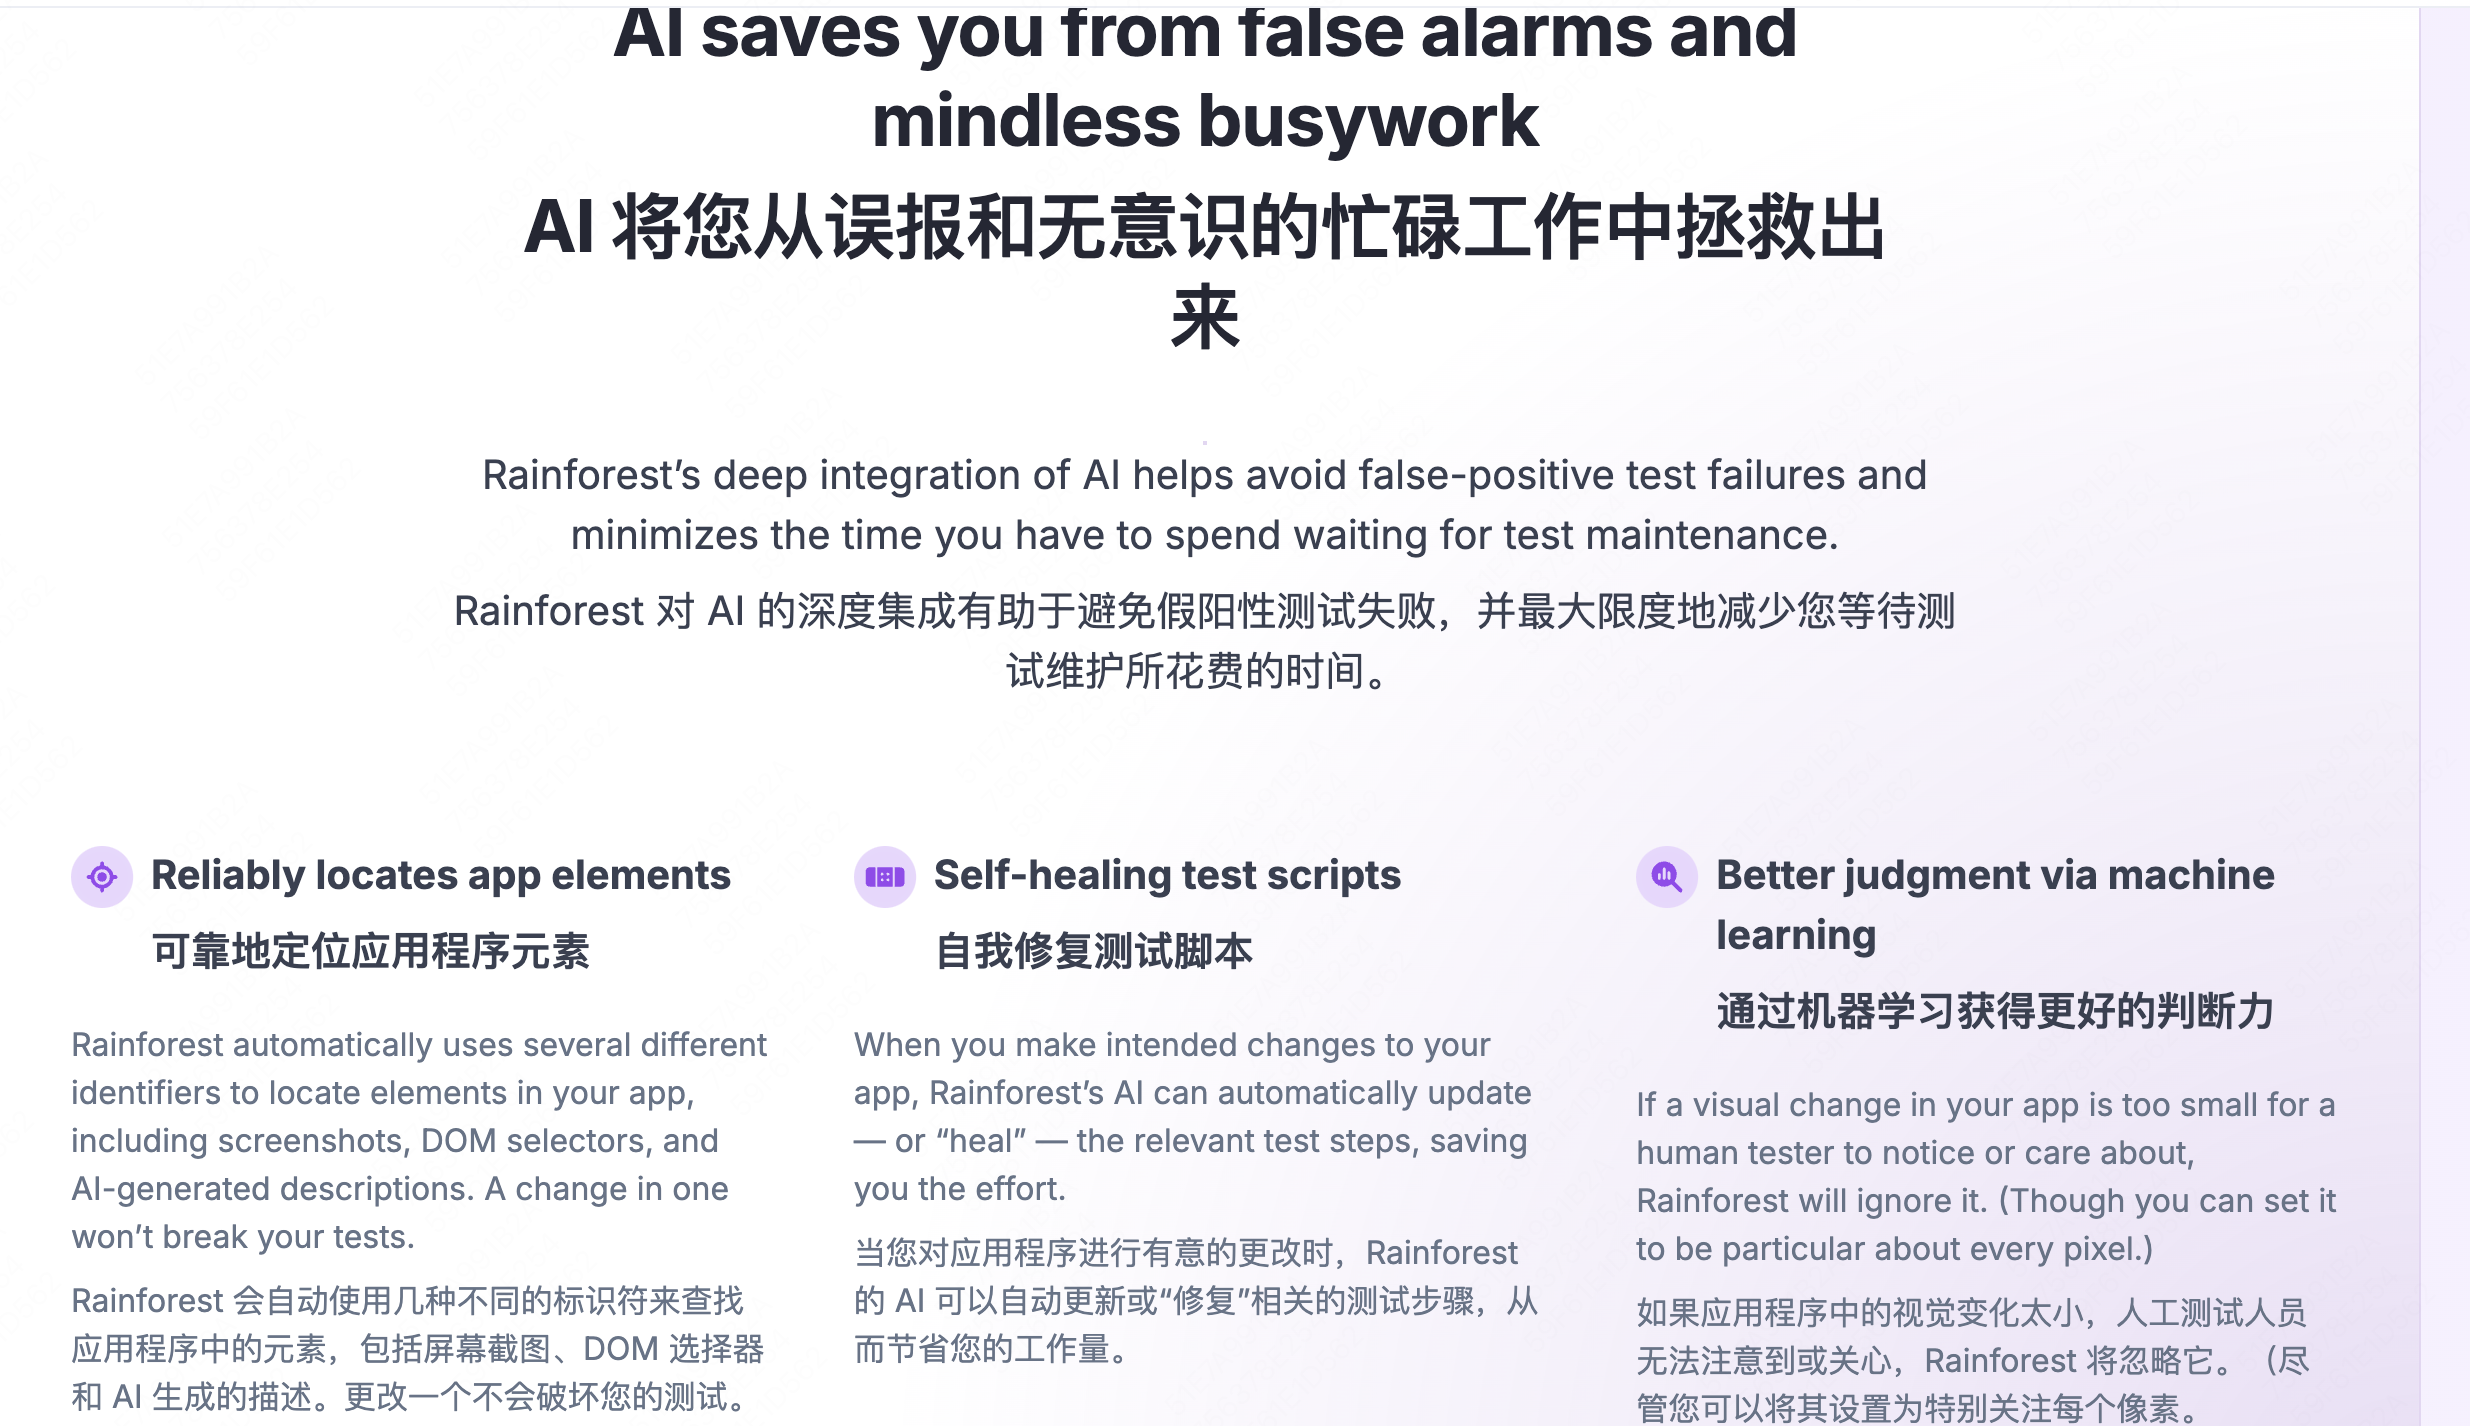 AI saves you from false alarms and
mindless busywork
AI 将您从误报和无意识的忙碌工作中拯救出
来
Rainforest’s deep integration of AI helps avoid false-positive test failures and
minimizes the time you have to spend waiting for test maintenance.
Rainforest 对 AI 的深度集成有助于避免假阳性测试失败，并最大限度地减少您等待测
试维护所花费的时间。
Reliably locates app elements
可靠地定位应用程序元素
Rainforest automatically uses several different
identifiers to locate elements in your app,
including screenshots, DOM selectors, and
AI-generated descriptions. A change in one
won’t break your tests.
Rainforest 会自动使用几种不同的标识符来查找
应用程序中的元素，包括屏幕截图、DOM 选择器
和 AI 生成的描述。更改一个不会破坏您的测试。
Self-healing test scripts
自我修复测试脚本
When you make intended changes to your
app, Rainforest’s AI can automatically update
— or “heal” — the relevant test steps, saving
you the effort.
当您对应用程序进行有意的更改时，Rainforest
的 AI 可以自动更新或“修复”相关的测试步骤，从
而节省您的工作量。
Better judgment via machine
learning
通过机器学习获得更好的判断力
If a visual change in your app is too small for a
human tester to notice or care about,
Rainforest will ignore it. (Though you can set it
to be particular about every pixel.)
如果应用程序中的视觉变化太小，人工测试人员
无法注意到或关心，Rainforest 将忽略它。（尽
管您可以将其设置为特别关注每个像素。